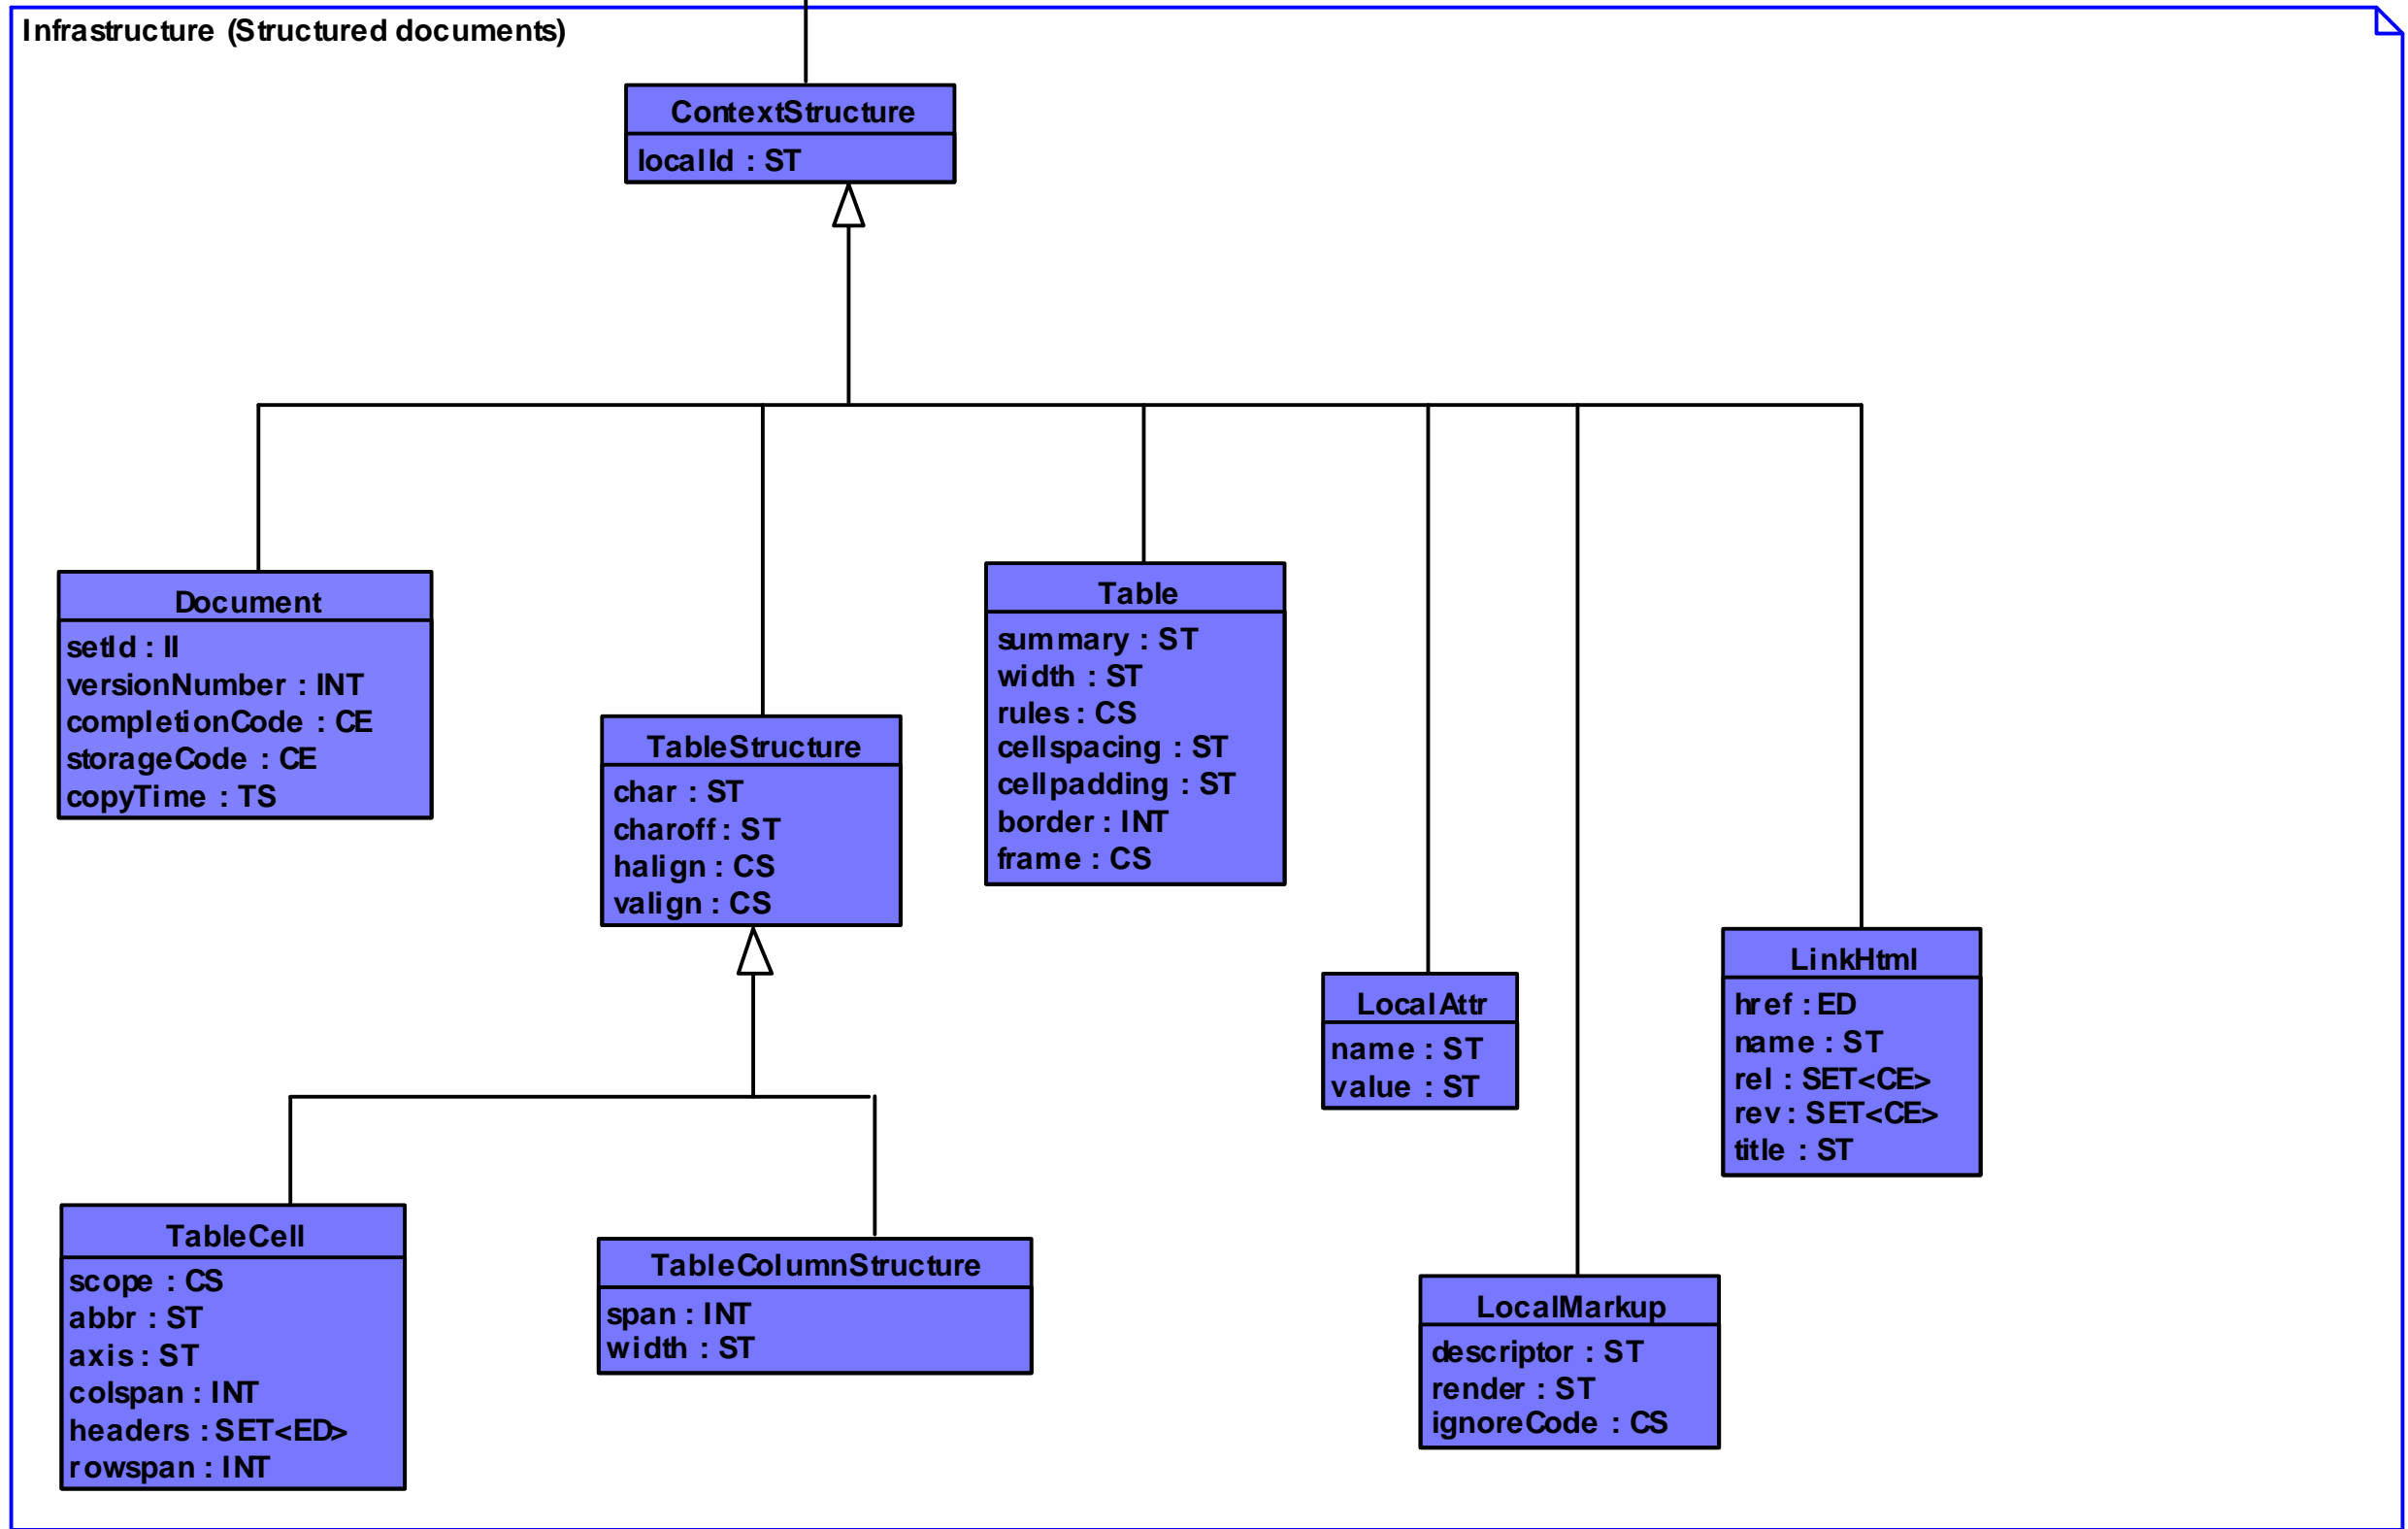 Infrastructure (Structured documents)
ContextStructure
localId : ST
Document
setId : II
versionNumber : INT
completionCode : CE
storageCode : CE
copyTime : TS
TableStructure
char : ST
charoff : ST
halign : CS
valign : CS
Table
summary : ST
width : ST
rules : CS
cellspacing : ST
cellpadding : ST
border : INT
frame : CS
LocalAttr
name : ST
value : ST
LinkHtml
href : ED
name : ST
rel : SET<CE>
rev : SET<CE>
title : ST
TableCell
scope : CS
abbr : ST
axis : ST
colspan : INT
headers : SET<ED>
rowspan : INT
TableColumnStructure
span : INT
width : ST
LocalMarkup
descriptor : ST
render : ST
ignoreCode : CS